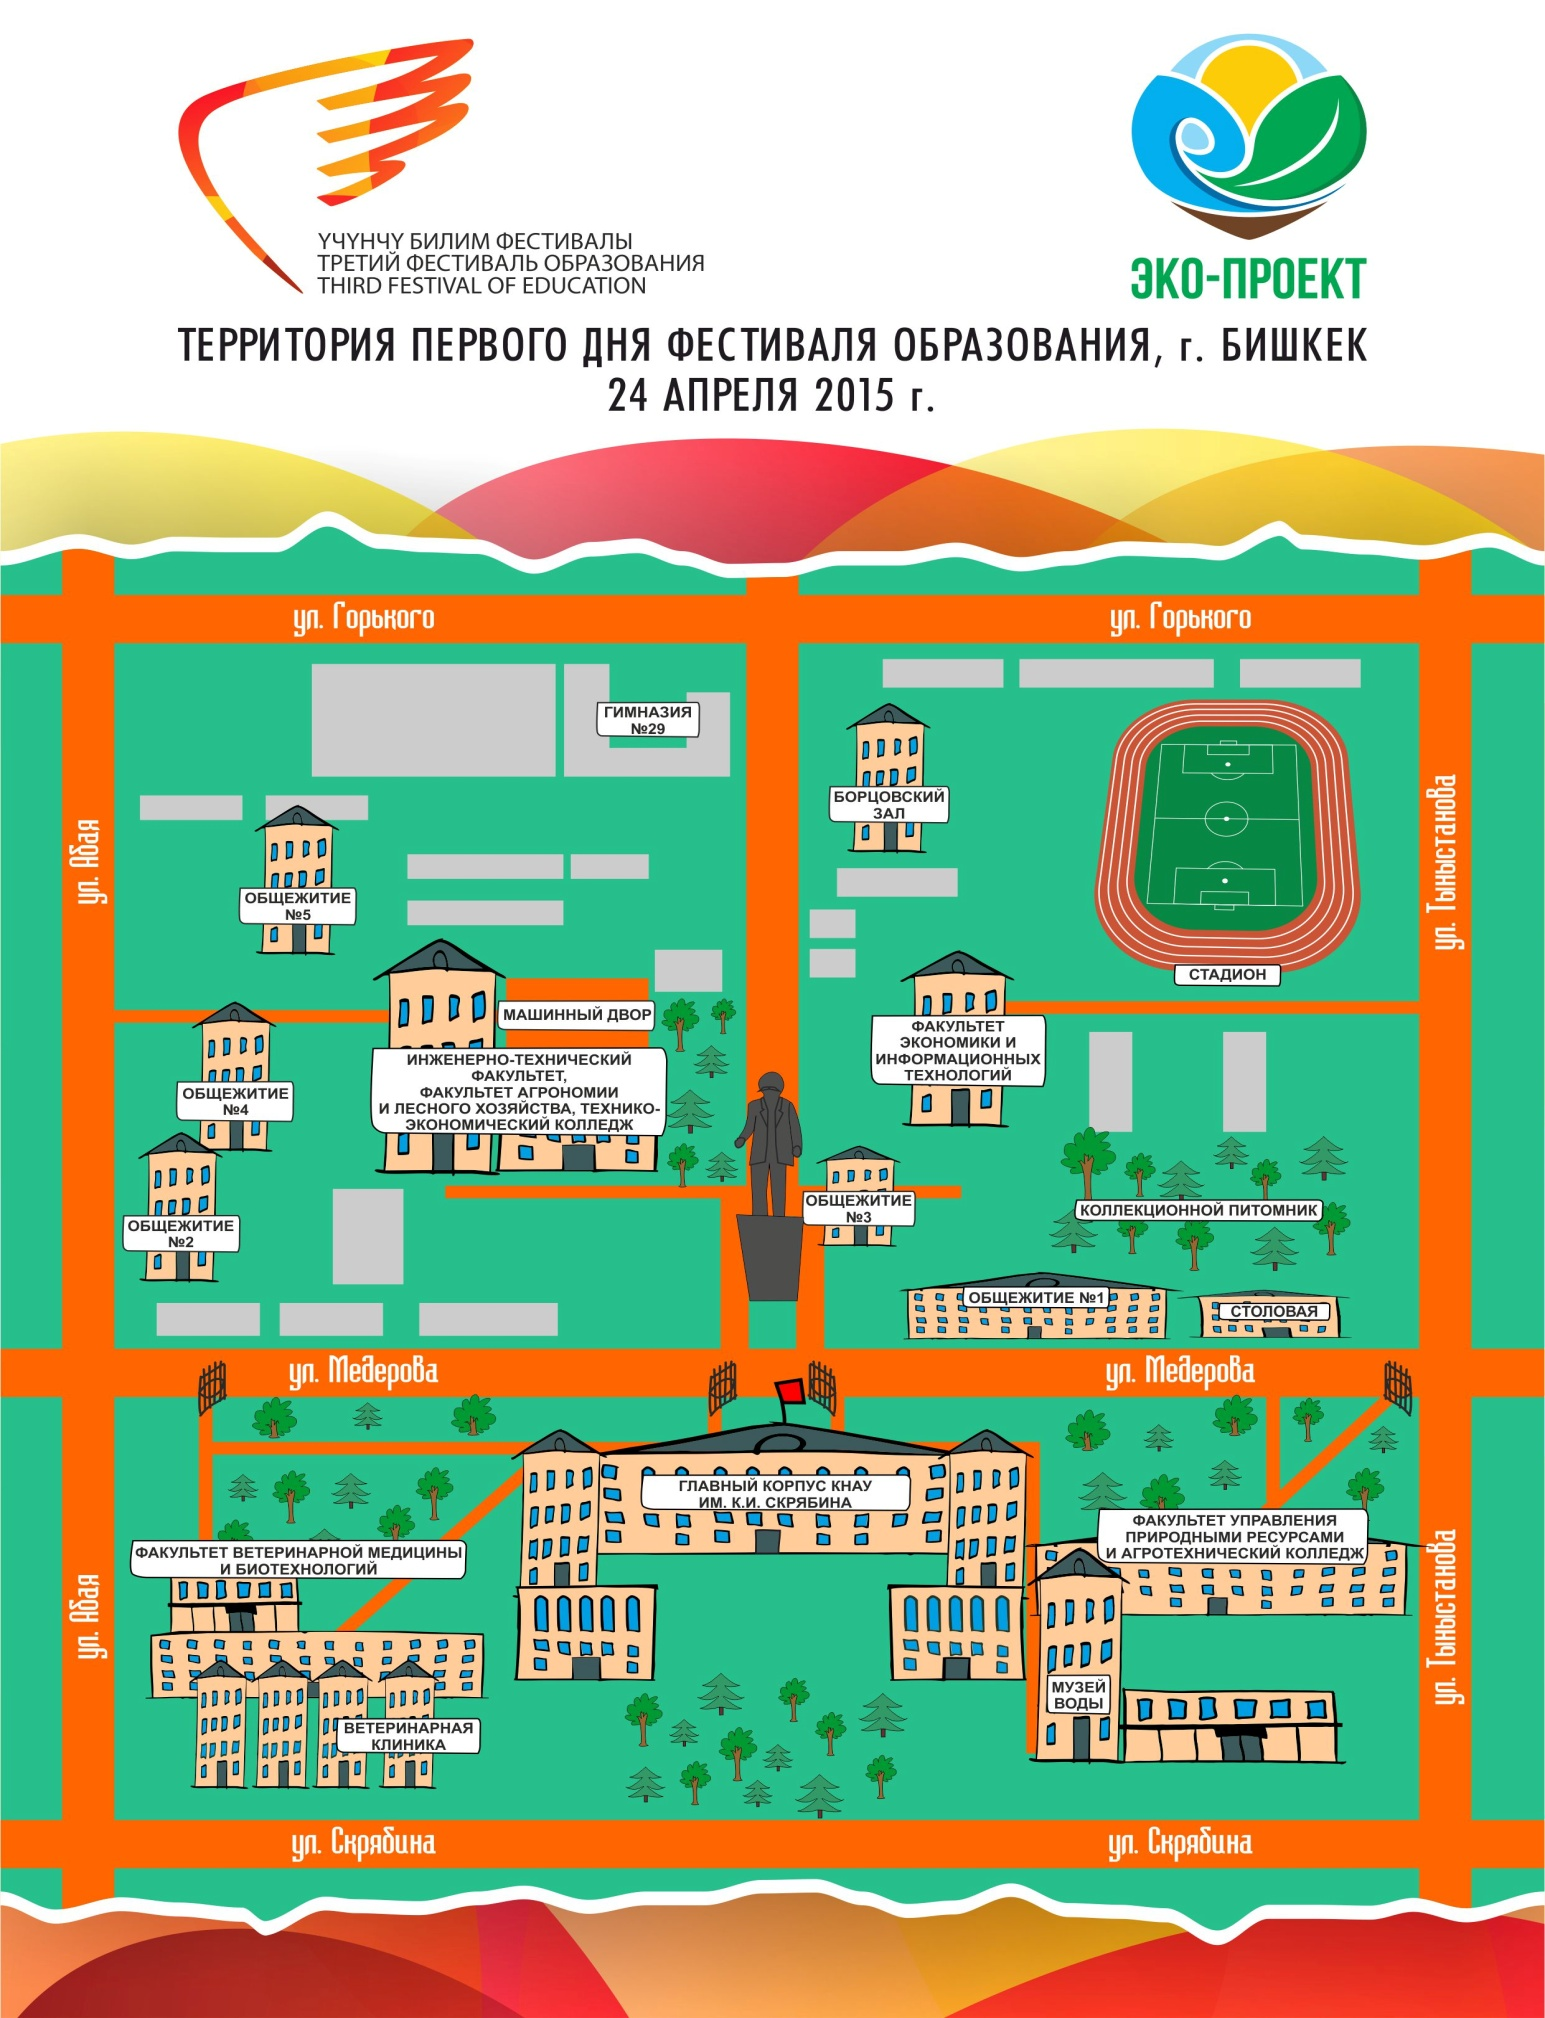 ҮЧҮНЧҮ БИЛИМ ФЕСТИВАЛЫ
ТРЕТИЙ ФЕСТИВАЛЬ ОБРАЗОВАНИЯ
THIRD FESTIVAL OF EDUCATION
ЭКО-ПРОЕКТ
ТЕРРИТОРИЯ ПЕРВОГО ДНЯ ФЕСТИВАЛЯ ОБРАЗОВАНИЯ, г. БИШКЕК
24 АПРЕЛЯ 2015 г.
ул. Горького
ул. Горького
ГИМНАЗИЯ
№29
БОРЦОВСКИЙ
ЗАЛ
ул. Абая
ул. Тыныстанова
ОБЩЕЖИТИЕ
№5
СТАДИОН
МАШИННЫЙ ДВОР
ФАКУЛЬТЕТ
ЭКОНОМИКИ И
ИНФОРМАЦИОННЫХ
ТЕХНОЛОГИЙ
ИНЖЕНЕРНО-ТЕХНИЧЕСКИЙ
ФАКУЛЬТЕТ,
ФАКУЛЬТЕТ АГРОНОМИИ
И ЛЕСНОГО ХОЗЯЙСТВА, ТЕХНИКО-
ЭКОНОМИЧЕСКИЙ КОЛЛЕДЖ
ОБЩЕЖИТИЕ
№4
ОБЩЕЖИТИЕ
№3
КОЛЛЕКЦИОННОЙ ПИТОМНИК
ОБЩЕЖИТИЕ
№2
ОБЩЕЖИТИЕ №1
СТОЛОВАЯ
ул. Медерова
ул. Медерова
ГЛАВНЫЙ КОРПУС КНАУ
ИМ. К.И. СКРЯБИНА
ФАКУЛЬТЕТ УПРАВЛЕНИЯ
ПРИРОДНЫМИ РЕСУРСАМИ
И АГРОТЕХНИЧЕСКИЙ КОЛЛЕДЖ
ФАКУЛЬТЕТ ВЕТЕРИНАРНОЙ МЕДИЦИНЫ
И БИОТЕХНОЛОГИЙ
ул. Абая
ул. Тыныстанова
МУЗЕЙ
ВОДЫ
ВЕТЕРИНАРНАЯ
КЛИНИКА
ул. Скрябина
ул. Скрябина